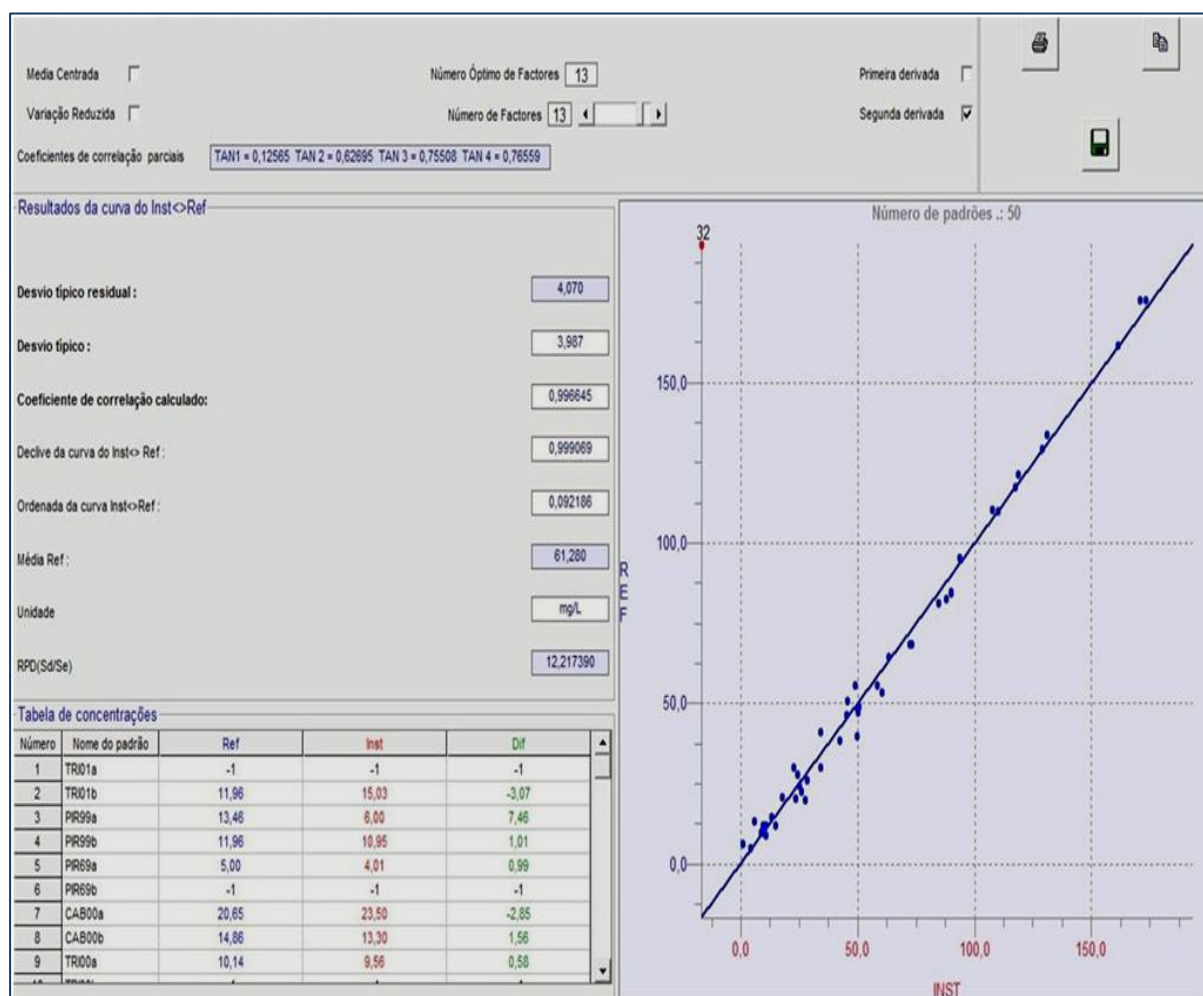 Media Centrada
Número Óptimo de Factores 13
Primeira derivada
Variação Reduzida
Número de Factores 13
Segunda derivada
Coeficientes de correlação parciais TAN1 = 0,12565 TAN 2 = 0,62695 TAN 3 = 0,75508 TAN 4 = 0,76559
Resultados da curva do Inst<>Ref
Desvio típico residual : 4,070
Desvio típico : 3,987
Coeficiente de correlação calculado: 0,996645
Declive da curva do Inst<> Ref : 0,999069
Ordenada da curva Inst<>Ref : 0,092186
Média Ref : 61,280
Unidade mg/L
RPD(Sd/Se) 12,217390
Tabela de concentrações
Número Nome do padrão Ref Inst Dif
1 TRI01a -1 -1 -1
2 TRI01b 11,96 15,03 -3,07
3 PIR99a 13,46 6,00 7,46
4 PIR99b 11,96 10,95 1,01
5 PIR69a 5,00 4,01 0,99
6 PIR69b -1 -1 -1
7 CAB00a 20,65 23,50 -2,85
8 CAB00b 14,86 13,30 1,56
9 TRI00a 10,14 9,56 0,58
Número de padrões .: 50
32
150,0
100,0
REF
50,0
0,0
0,0 50,0 100,0 150,0
INST